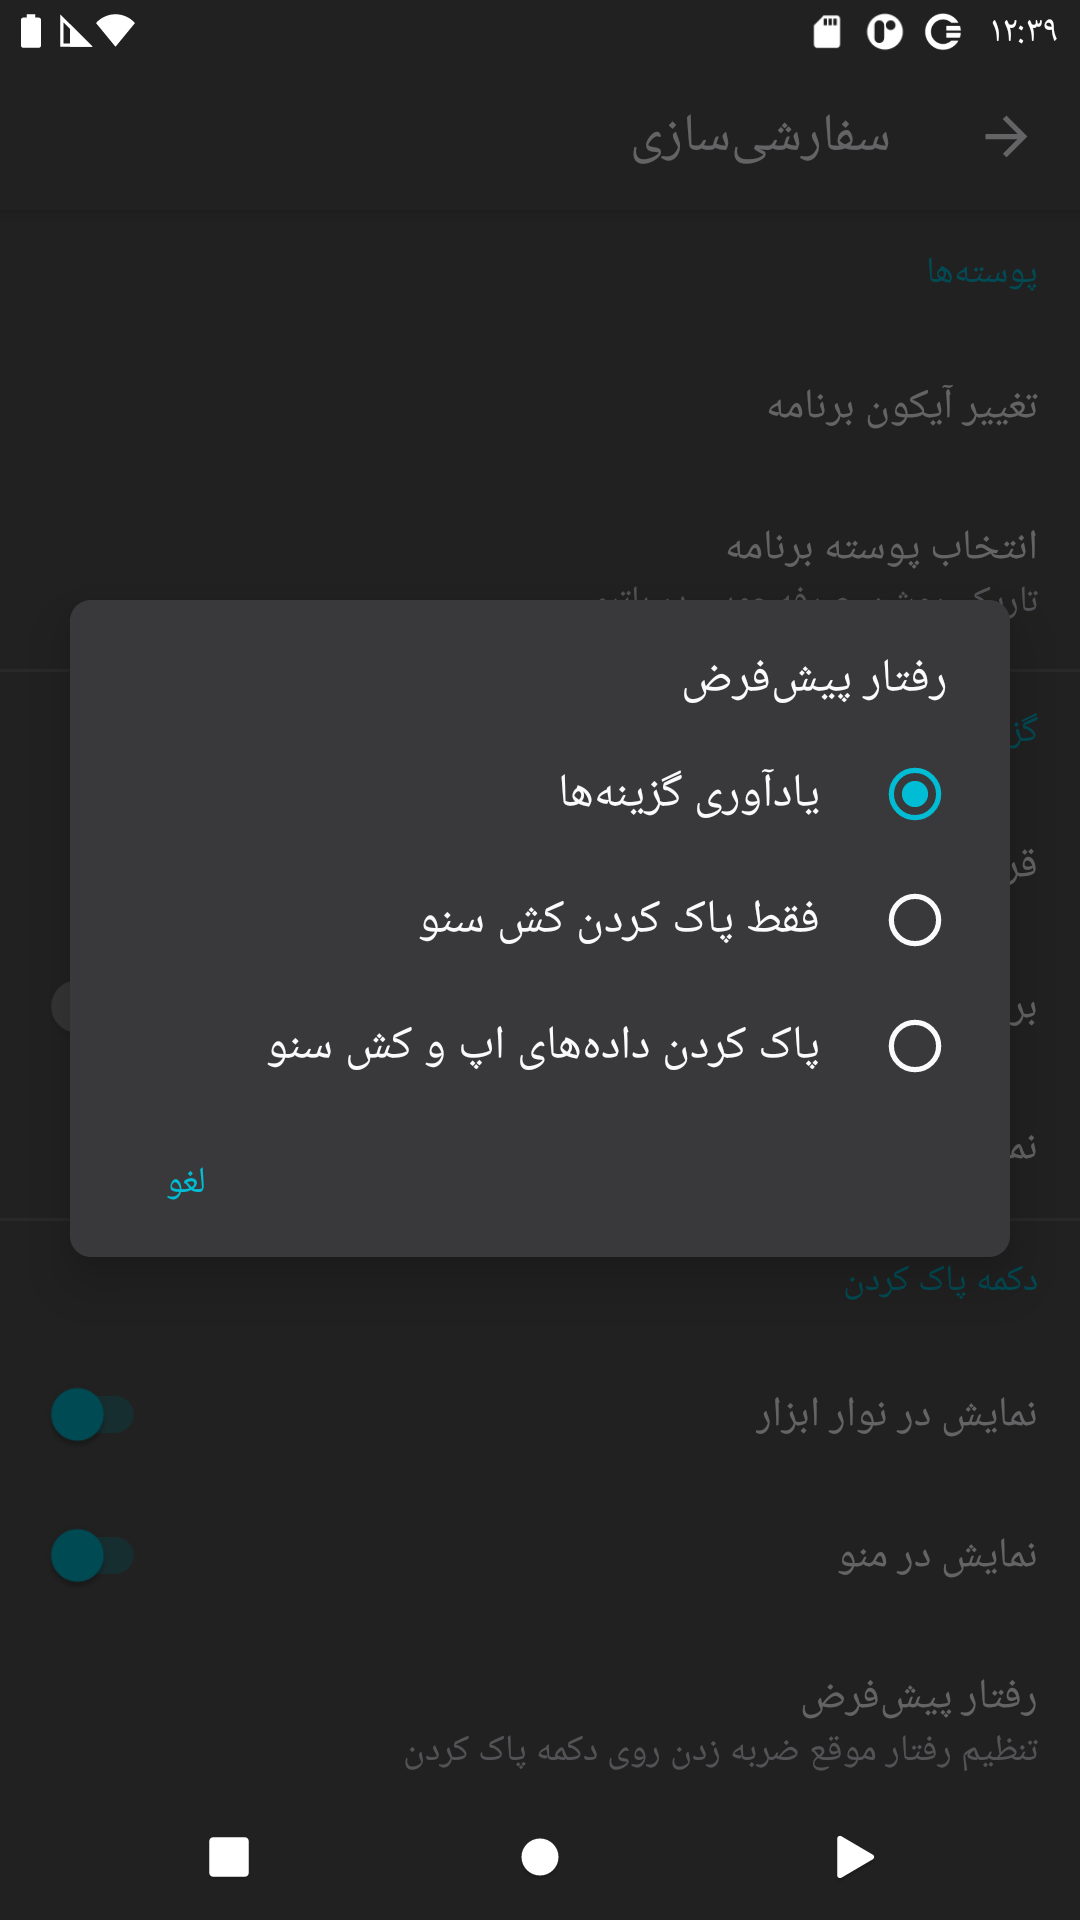 ۱۲:۳۹
سفارشی‌سازی
پوسته‌ها
تغییر آیکون برنامه
انتخاب پوسته برنامه
رفتار پیش‌فرض
یادآوری گزینه‌ها
فقط پاک کردن کش سنو
پاک کردن داده‌های اپ و کش سنو
لغو
دکمه پاک کردن
نمایش در نوار ابزار
نمایش در منو
رفتار پیش‌فرض
تنظیم رفتار موقع ضربه زدن روی دکمه پاک کردن